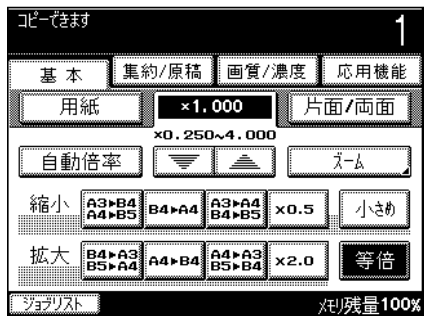 コピーできます
1
基本 集約/原稿 画質/濃度 応用機能
用紙 ×1.000 片面/両面
×0.250~4.000
自動倍率 ズーム
縮小 A3▶B4 A4▶B5 B4▶A4 A3▶A4 B4▶B5 ×0.5 小さめ
拡大 B4▶A3 B5▶A4 A4▶B4 A4▶A3 B5▶B4 ×2.0 等倍
ジョブリスト メモリ残量100%